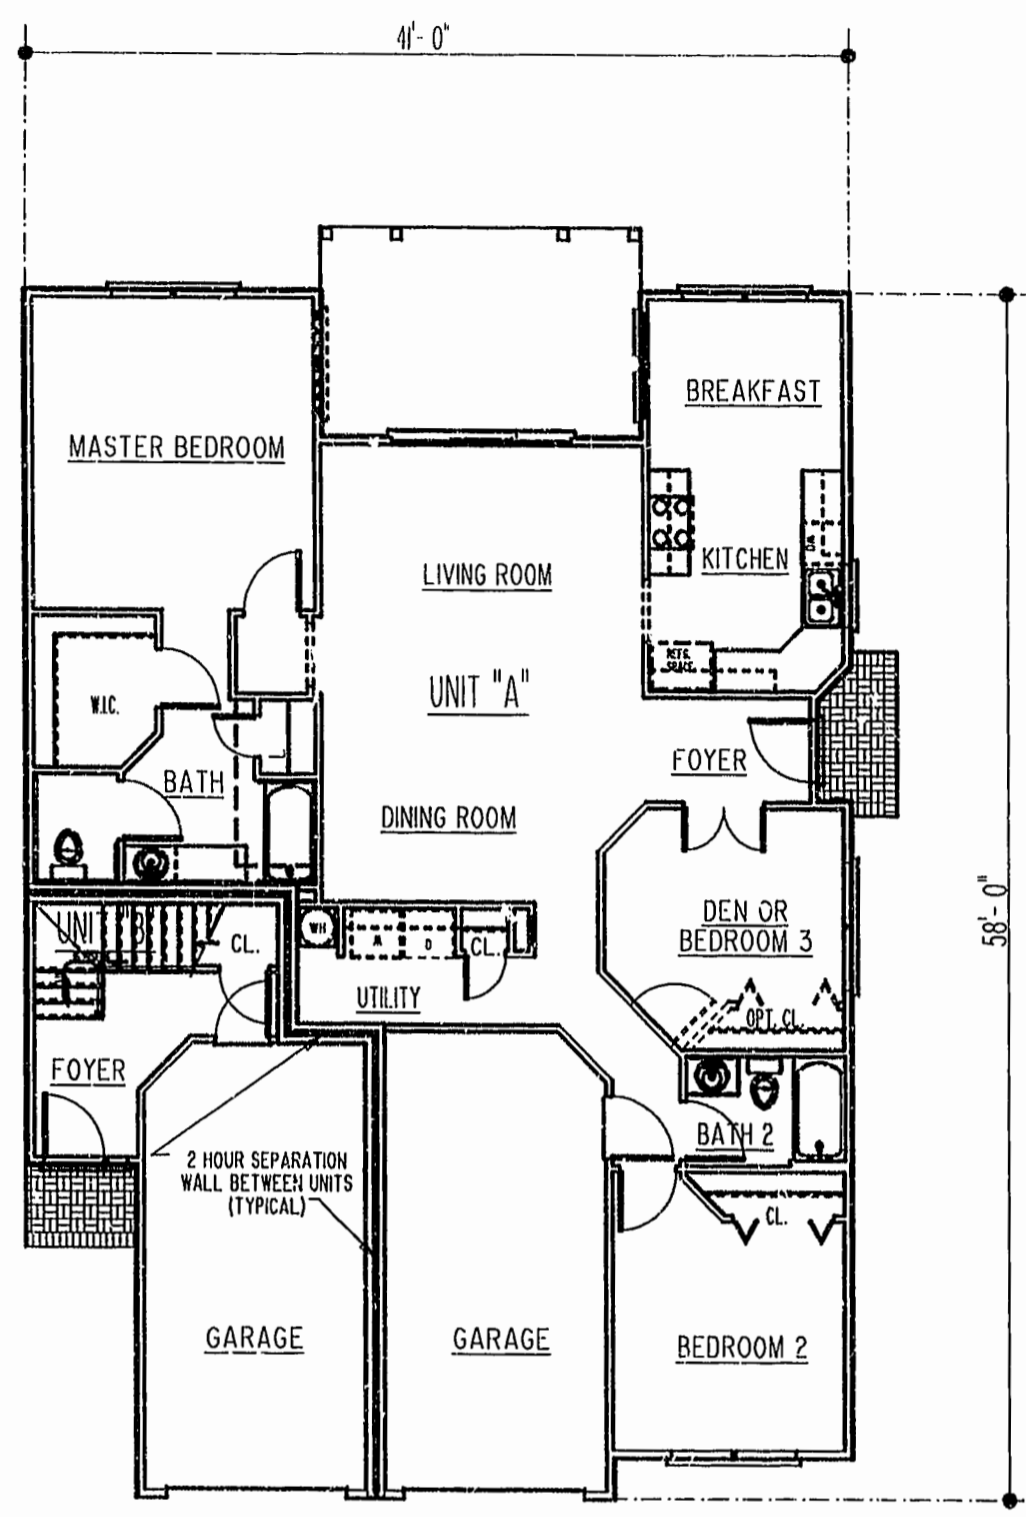 41'- 0"
BREAKFAST
MASTER BEDROOM
KITCHEN
LIVING ROOM
REFG.
SPACE
UNIT "A"
W.I.C.
FOYER
BATH
DINING ROOM
DEN OR
BEDROOM 3
58'- 0"
WH
D
CL.
CL.
UTILITY
OPT. CL.
FOYER
BATH 2
2 HOUR SEPARATION
WALL BETWEEN UNITS
(TYPICAL)
CL.
GARAGE
GARAGE
BEDROOM 2